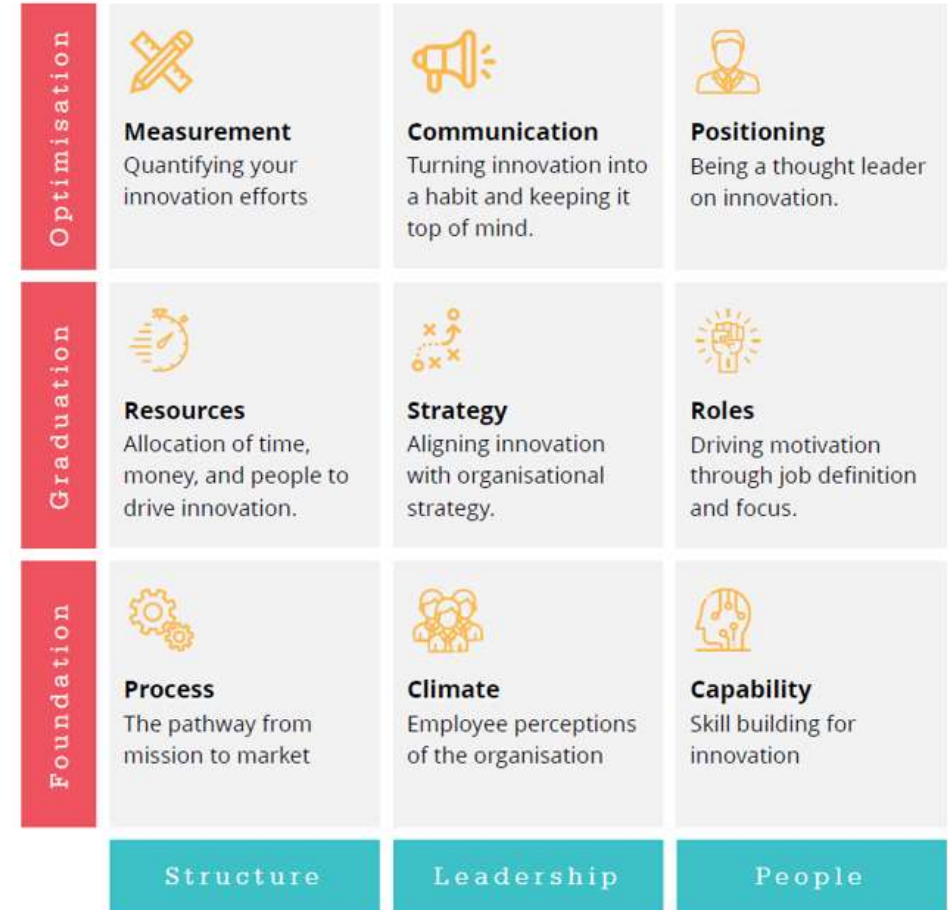 Optimisation
Measurement
Quantifying your
innovation efforts
Communication
Turning innovation into
a habit and keeping it
top of mind.
Positioning
Being a thought leader
on innovation.
Graduation
Resources
Allocation of time,
money, and people to
drive innovation.
Strategy
Aligning innovation
with organisational
strategy.
Roles
Driving motivation
through job definition
and focus.
Foundation
Process
The pathway from
mission to market
Climate
Employee perceptions
of the organisation
Capability
Skill building for
innovation
Structure
Leadership
People